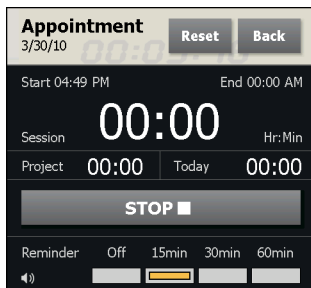 Appointment
3/30/10
Reset Back
Start 04:49 PM End 00:00 AM
Session 00:00 Hr:Min
Project 00:00 Today 00:00
STOP
Reminder Off 15min 30min 60min